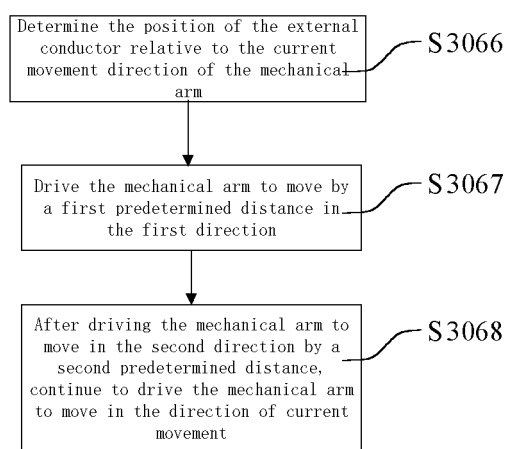 Determine the position of the external
conductor relative to the current
movement direction of the mechanical
arm
S3066
Drive the mechanical arm to move by
a first predetermined distance in
the first direction
S3067
After driving the mechanical arm to
move in the second direction by a
second predetermined distance,
continue to drive the mechanical arm
to move in the direction of current
movement
S3068